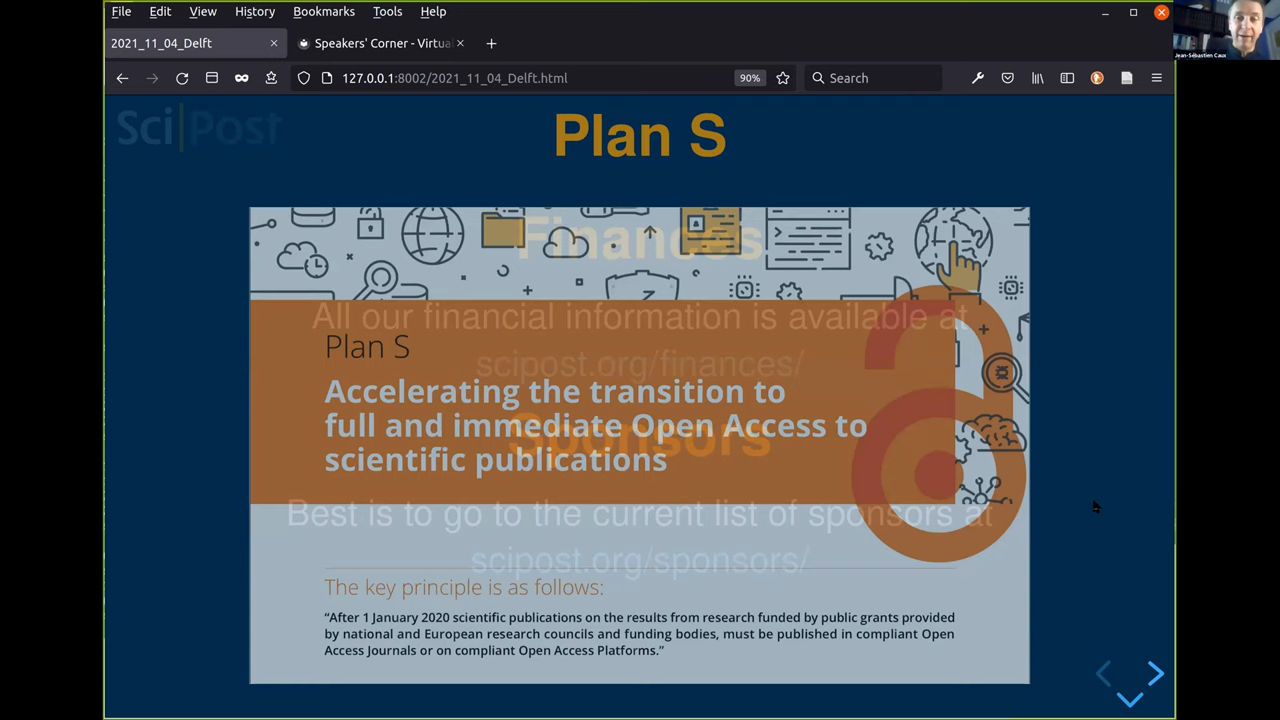 File Edit View History Bookmarks Tools Help
2021_11_04_Delft
Speakers' Corner - Virtua
127.0.0.1:8002/2021_11_04_Delft.html
90%
Search
Jean-Sébastien Caux
Sci|Post
Plan S
Finances
All our financial information is available at
scipost.org/finances/
Plan S
Accelerating the transition to
full and immediate Open Access to
scientific publications
Sponsors
Best is to go to the current list of sponsors at
scipost.org/sponsors/
The key principle is as follows:
“After 1 January 2020 scientific publications on the results from research funded by public grants provided
by national and European research councils and funding bodies, must be published in compliant Open
Access Journals or on compliant Open Access Platforms.”